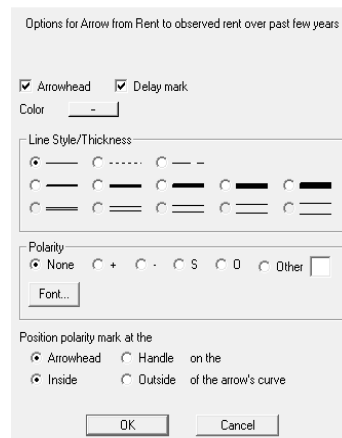 Options for Arrow from Rent to observed rent over past few years
Arrowhead Delay mark
Color -
Line Style/Thickness
Polarity
None + - S O Other
Font...
Position polarity mark at the
Arrowhead Handle on the
Inside Outside of the arrow's curve
OK Cancel